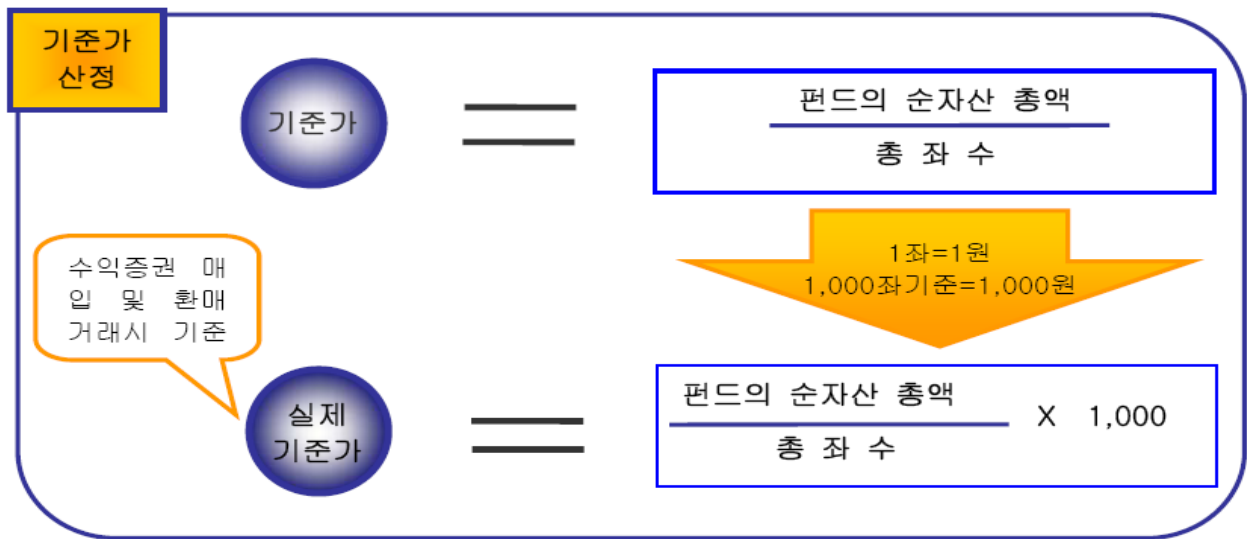 기준가
산정
기준가
펀드의 순자산 총액
총 좌 수
1좌=1원
1,000좌기준=1,000원
수익증권 매
입 및 환매
거래시 기준
실제
기준가
펀드의 순자산 총액
총 좌 수
X 1,000